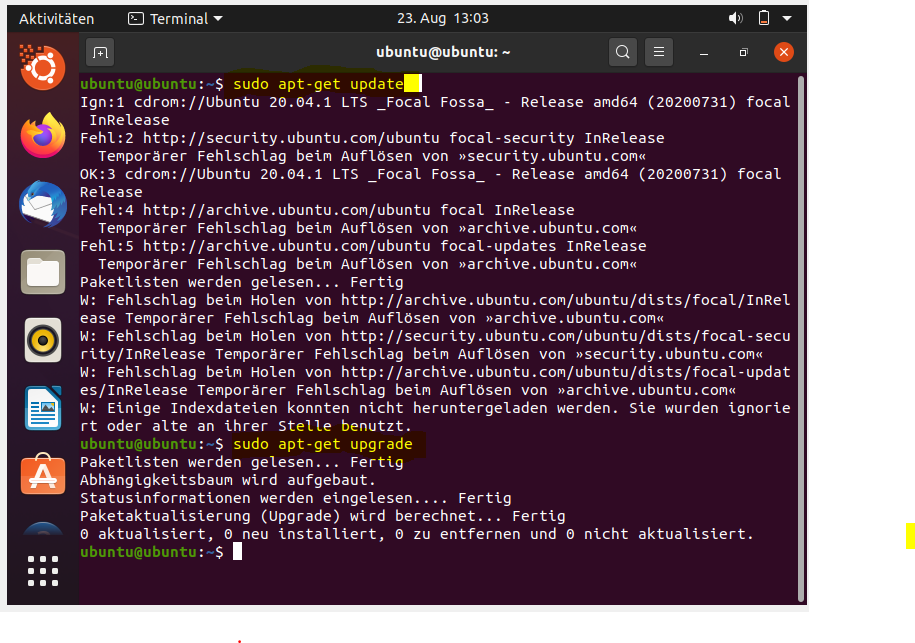 Aktivitäten
Terminal
23. Aug 13:03
ubuntu@ubuntu: ~
ubuntu@ubuntu:~$ sudo apt-get update
Ign:1 cdrom://Ubuntu 20.04.1 LTS _Focal Fossa_ - Release amd64 (20200731) focal
InRelease
Fehl:2 http://security.ubuntu.com/ubuntu focal-security InRelease
Temporärer Fehlschlag beim Auflösen von »security.ubuntu.com«
OK:3 cdrom://Ubuntu 20.04.1 LTS _Focal Fossa_ - Release amd64 (20200731) focal
Release
Fehl:4 http://archive.ubuntu.com/ubuntu focal InRelease
Temporärer Fehlschlag beim Auflösen von »archive.ubuntu.com«
Fehl:5 http://archive.ubuntu.com/ubuntu focal-updates InRelease
Temporärer Fehlschlag beim Auflösen von »archive.ubuntu.com«
Paketlisten werden gelesen... Fertig
W: Fehlschlag beim Holen von http://archive.ubuntu.com/ubuntu/dists/focal/InRel
ease Temporärer Fehlschlag beim Auflösen von »archive.ubuntu.com«
W: Fehlschlag beim Holen von http://security.ubuntu.com/ubuntu/dists/focal-secu
rity/InRelease Temporärer Fehlschlag beim Auflösen von »security.ubuntu.com«
W: Fehlschlag beim Holen von http://archive.ubuntu.com/ubuntu/dists/focal-updat
es/InRelease Temporärer Fehlschlag beim Auflösen von »archive.ubuntu.com«
W: Einige Indexdateien konnten nicht heruntergeladen werden. Sie wurden ignorie
rt oder alte an ihrer Stelle benutzt.
ubuntu@ubuntu:~$ sudo apt-get upgrade
Paketlisten werden gelesen... Fertig
Abhängigkeitsbaum wird aufgebaut.
Statusinformationen werden eingelesen.... Fertig
Paketaktualisierung (Upgrade) wird berechnet... Fertig
0 aktualisiert, 0 neu installiert, 0 zu entfernen und 0 nicht aktualisiert.
ubuntu@ubuntu:~$